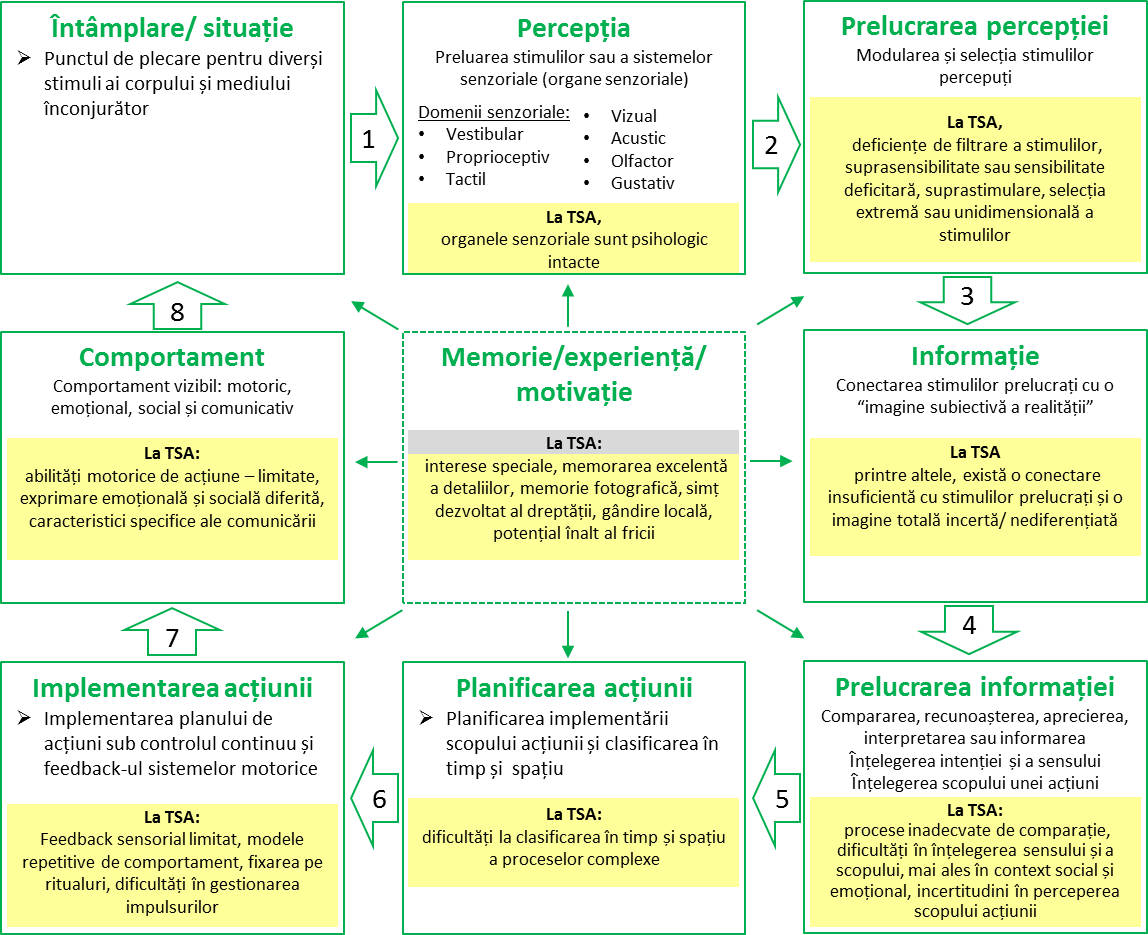 Întâmplare/ situație
Punctul de plecare pentru diverși
stimuli ai corpului și mediului
înconjurător
1
Percepția
Preluarea stimulilor sau a sistemelor
senzoriale (organe senzoriale)
Domenii senzoriale:
• Vestibular
• Proprioceptiv
• Tactil
• Vizual
• Acustic
• Olfactor
• Gustativ
La TSA,
organele senzoriale sunt psihologic
intacte
2
Prelucrarea percepției
Modularea și selecția stimulilor
percepuți
La TSA,
deficiențe de filtrare a stimulilor,
suprasensibilitate sau sensibilitate
deficitară, suprastimulare, selecția
extremă sau unidimensională a
stimulilor
3
Informație
Conectarea stimulilor prelucrați cu o
“imagine subiectivă a realității”
La TSA
printre altele, există o conectare
insuficientă cu stimulilor prelucrați și o
imagine totală incertă/ nediferențiată
4
Prelucrarea informației
Compararea, recunoașterea, aprecierea,
interpretarea sau informarea
Înțelegerea intenției și a sensului
Înțelegerea scopului unei acțiuni
La TSA:
procese inadecvate de comparație,
dificultăți în înțelegerea sensului și a
scopului, mai ales în context social și
emoțional, incertitudini în perceperea
scopului acțiunii
5
Planificarea acțiunii
Planificarea implementării
scopului acțiunii și clasificarea în
timp și spațiu
La TSA:
dificultăți la clasificarea în timp și spațiu
a proceselor complexe
6
Implementarea acțiunii
Implementarea planului de
acțiuni sub controlul continuu și
feedback-ul sistemelor motorice
La TSA:
Feedback sensorial limitat, modele
repetitive de comportament, fixarea pe
ritualuri, dificultăți în gestionarea
impulsurilor
7
Comportament
Comportament vizibil: motoric,
emoțional, social și comunicativ
La TSA:
abilități motorice de acțiune – limitate,
exprimare emoțională și socială diferită,
caracteristici specifice ale comunicării
8
Memorie/experiență/
motivație
La TSA:
interese speciale, memorarea excelentă
a detaliilor, memorie fotografică, simț
dezvoltat al dreptății, gândire locală,
potențial înalt al fricii